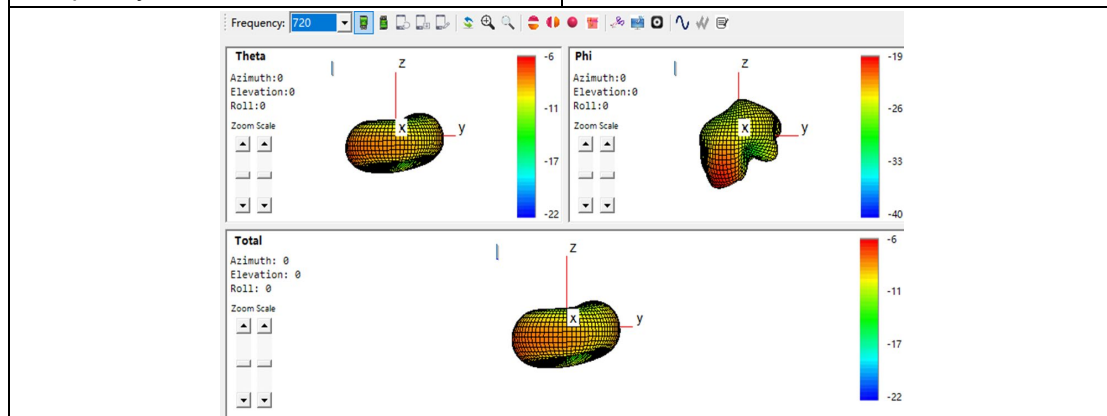 Frequency: 720
Theta
Azimuth:0
Elevation:0
Roll:0
Zoom Scale
z
x
y
-6
-11
-17
-22
Phi
Azimuth:0
Elevation:0
Roll:0
Zoom Scale
z
x
y
-19
-26
-33
-40
Total
Azimuth: 0
Elevation: 0
Roll: 0
Zoom Scale
z
x
y
-6
-11
-17
-22